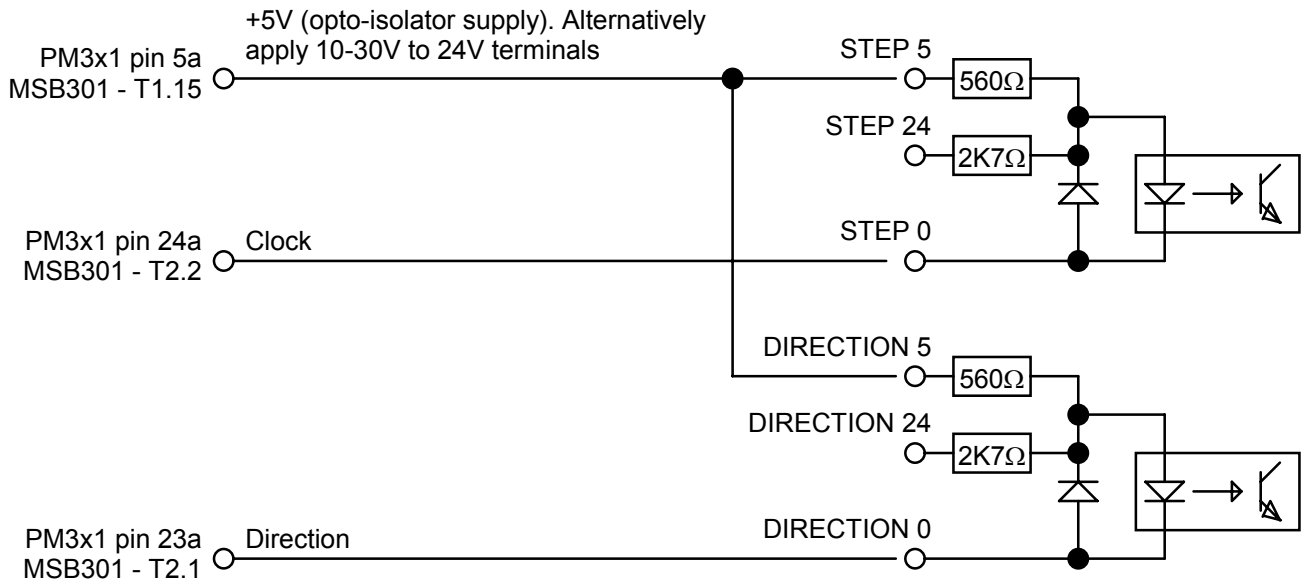 +5V (opto-isolator supply). Alternatively
apply 10-30V to 24V terminals
PM3x1 pin 5a
MSB301 - T1.15
STEP 5
560Ω
STEP 24
2K7Ω
PM3x1 pin 24a
MSB301 - T2.2
Clock
STEP 0
DIRECTION 5
560Ω
DIRECTION 24
2K7Ω
PM3x1 pin 23a
MSB301 - T2.1
Direction
DIRECTION 0